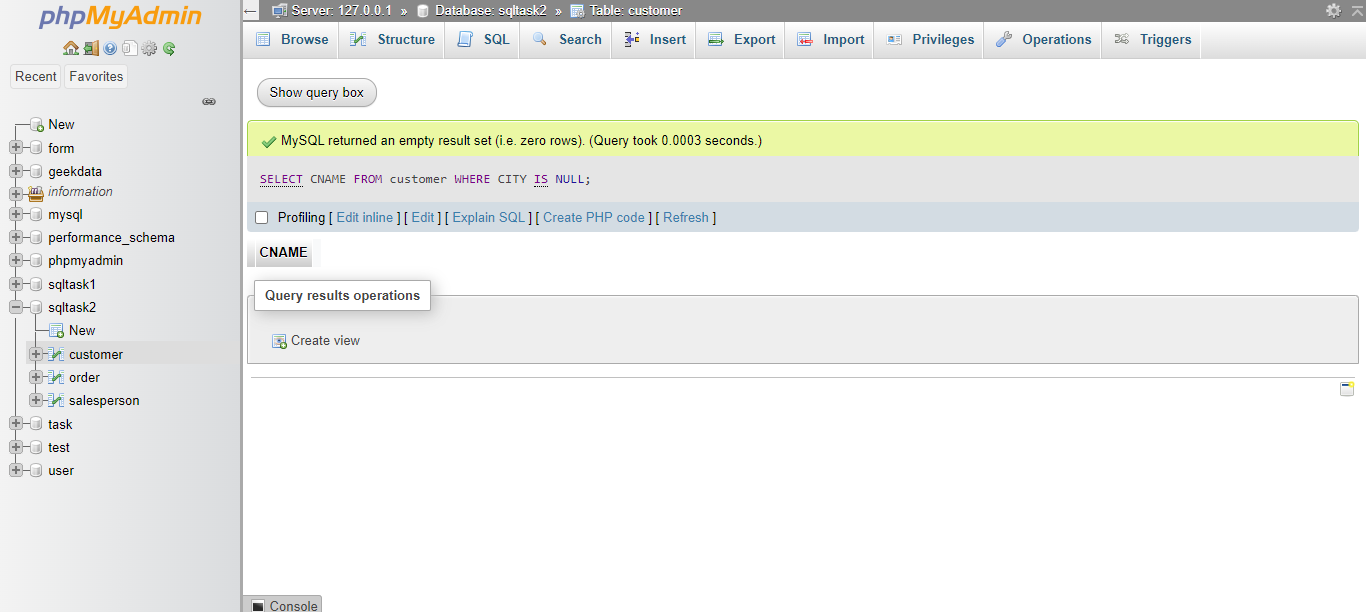 phpMyAdmin
Recent Favorites
New
form
geekdata
information
mysql
performance_schema
phpmyadmin
sqltask1
sqltask2
New
customer
order
salesperson
task
test
user
Server: 127.0.0.1 » Database: sqltask2 » Table: customer
Browse Structure SQL Search Insert Export Import Privileges Operations Triggers
Show query box
MySQL returned an empty result set (i.e. zero rows). (Query took 0.0003 seconds.)
SELECT CNAME FROM customer WHERE CITY IS NULL;
Profiling [ Edit inline ] [ Edit ] [ Explain SQL ] [ Create PHP code ] [ Refresh ]
CNAME
Query results operations
Create view
Console